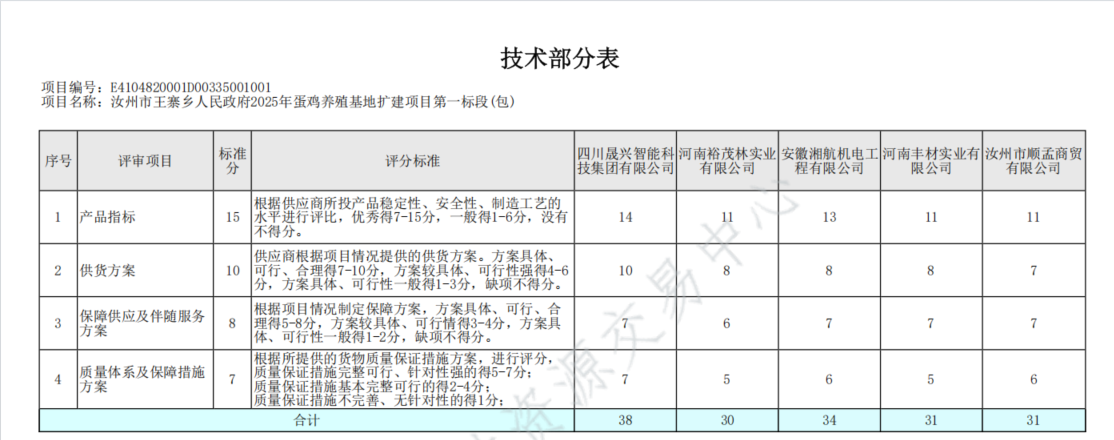 技术部分表
项目编号: E4104820001D00335001001
项目名称: 汝州市王寨乡人民政府2025年蛋鸡养殖基地扩建项目第一标段(包)
序号 评审项目 标准分 评分标准 四川晟兴智能科技集团有限公司 河南裕茂林实业有限公司 安徽湘航机电工程有限公司 河南丰材实业有限公司 汝州市顺孟商贸有限公司
1 产品指标 15 根据供应商所投产品稳定性、安全性、制造工艺的
水平进行评比,优秀得7-15分,一般得1-6分,没有
不得分。 14 11 13 11 11
2 供货方案 10 供应商根据项目情况提供的供货方案。方案具体、
可行、合理得7-10分,方案较具体、可行性强得4-6
分,方案具体、可行性一般得1-3分,缺项不得分。 10 8 8 8 7
3 保障供应及伴随服务方案 8 根据项目情况制定保障方案,方案具体、可行、合
理得5-8分,方案较具体、可行情得3-4分,方案具
体、可行性一般得1-2分,缺项不得分。 7 6 7 7 7
4 质量体系及保障措施方案 7 根据所提供的货物质量保证措施方案,进行评分,
质量保证措施完整可行、针对性强的得5-7分;
质量保证措施基本完整可行的得2-4分;
质量保证措施不完善、无针对性的得1分; 7 5 6 5 6
合计 38 30 34 31 31
资源交易中心